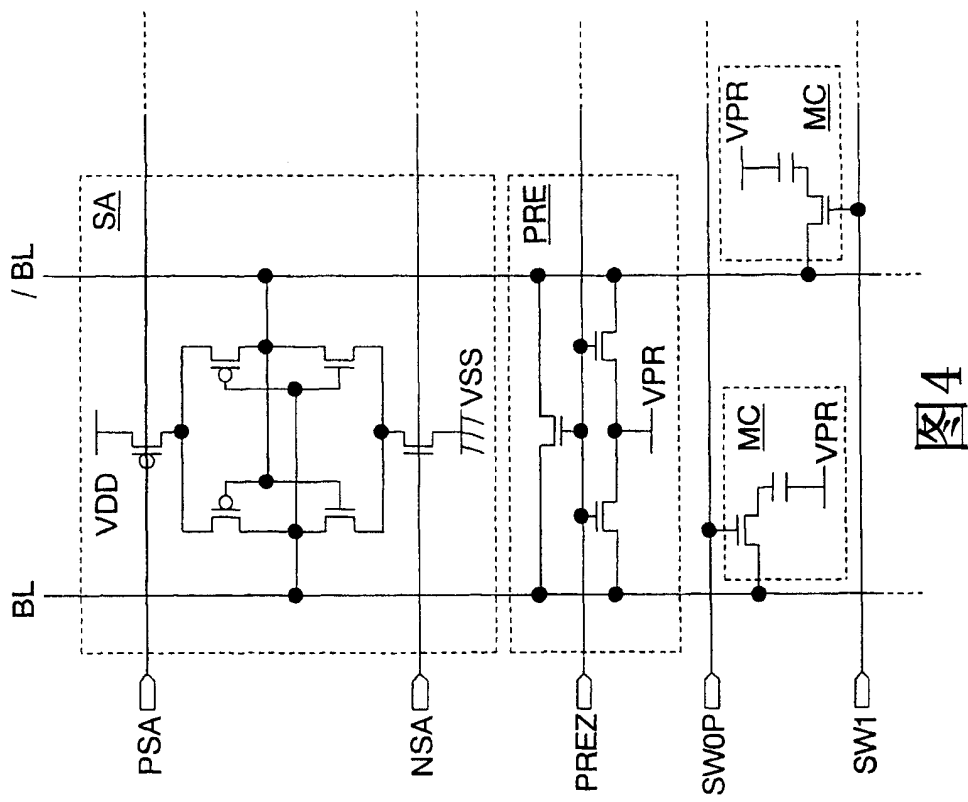 BL
/ BL
PSA
VDD
SA
VSS
NSA
PRE
PREZ
VPR
SW0P
MC
VPR
VPR
MC
SW1
图4